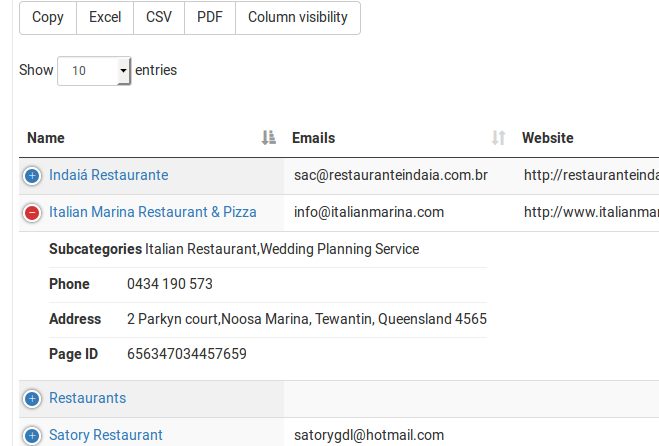 Copy Excel CSV PDF Column visibility
Show 10 entries
Name Emails Website
Indaiá Restaurante sac@restauranteindaia.com.br http://restauranteinda
Italian Marina Restaurant & Pizza info@italianmarina.com http://www.italianmar
Subcategories Italian Restaurant,Wedding Planning Service
Phone 0434 190 573
Address 2 Parkyn court,Noosa Marina, Tewantin, Queensland 4565
Page ID 656347034457659
Restaurants
Satory Restaurant satorygdl@hotmail.com